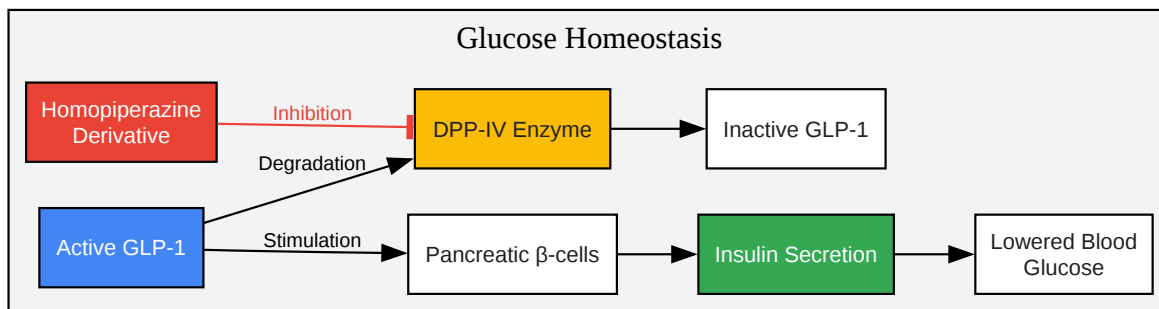 Glucose Homeostasis
Homopiperazine
Derivative
Inhibition
DPP-IV Enzyme
Inactive GLP-1
Degradation
Active GLP-1
Stimulation
Pancreatic β-cells
Insulin Secretion
Lowered Blood
Glucose